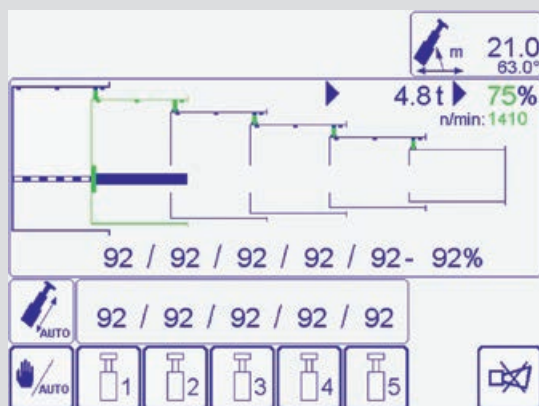 m 21.0
63.0°
4.8t 75%
n/min: 1410
92 / 92 / 92 / 92 / 92- 92%
AUTO 92 / 92 / 92 / 92 / 92
/AUTO 1 2 3 4 5